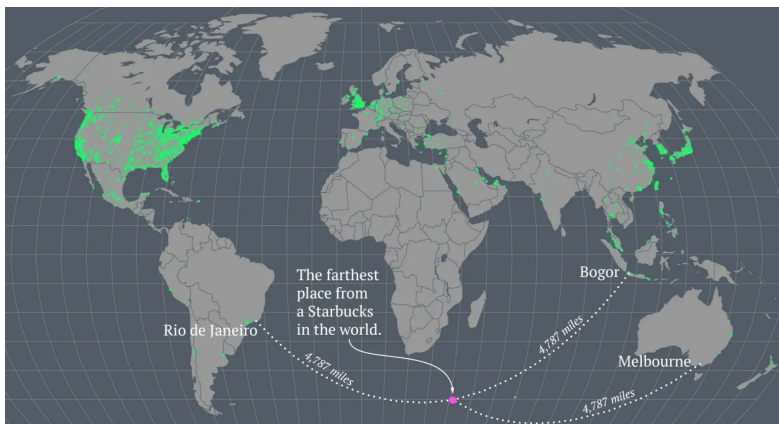 The farthest
place from
a Starbucks
in the world.
Bogor
Rio de Janeiro
4,787 miles
4,787 miles
Melbourne
4,787 miles